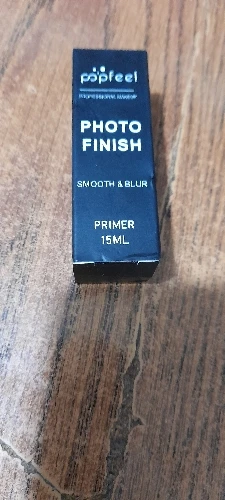 popfeel
PROFESSIONAL MAKEUP
PHOTO
FINISH
SMOOTH & BLUR
PRIMER
15ML